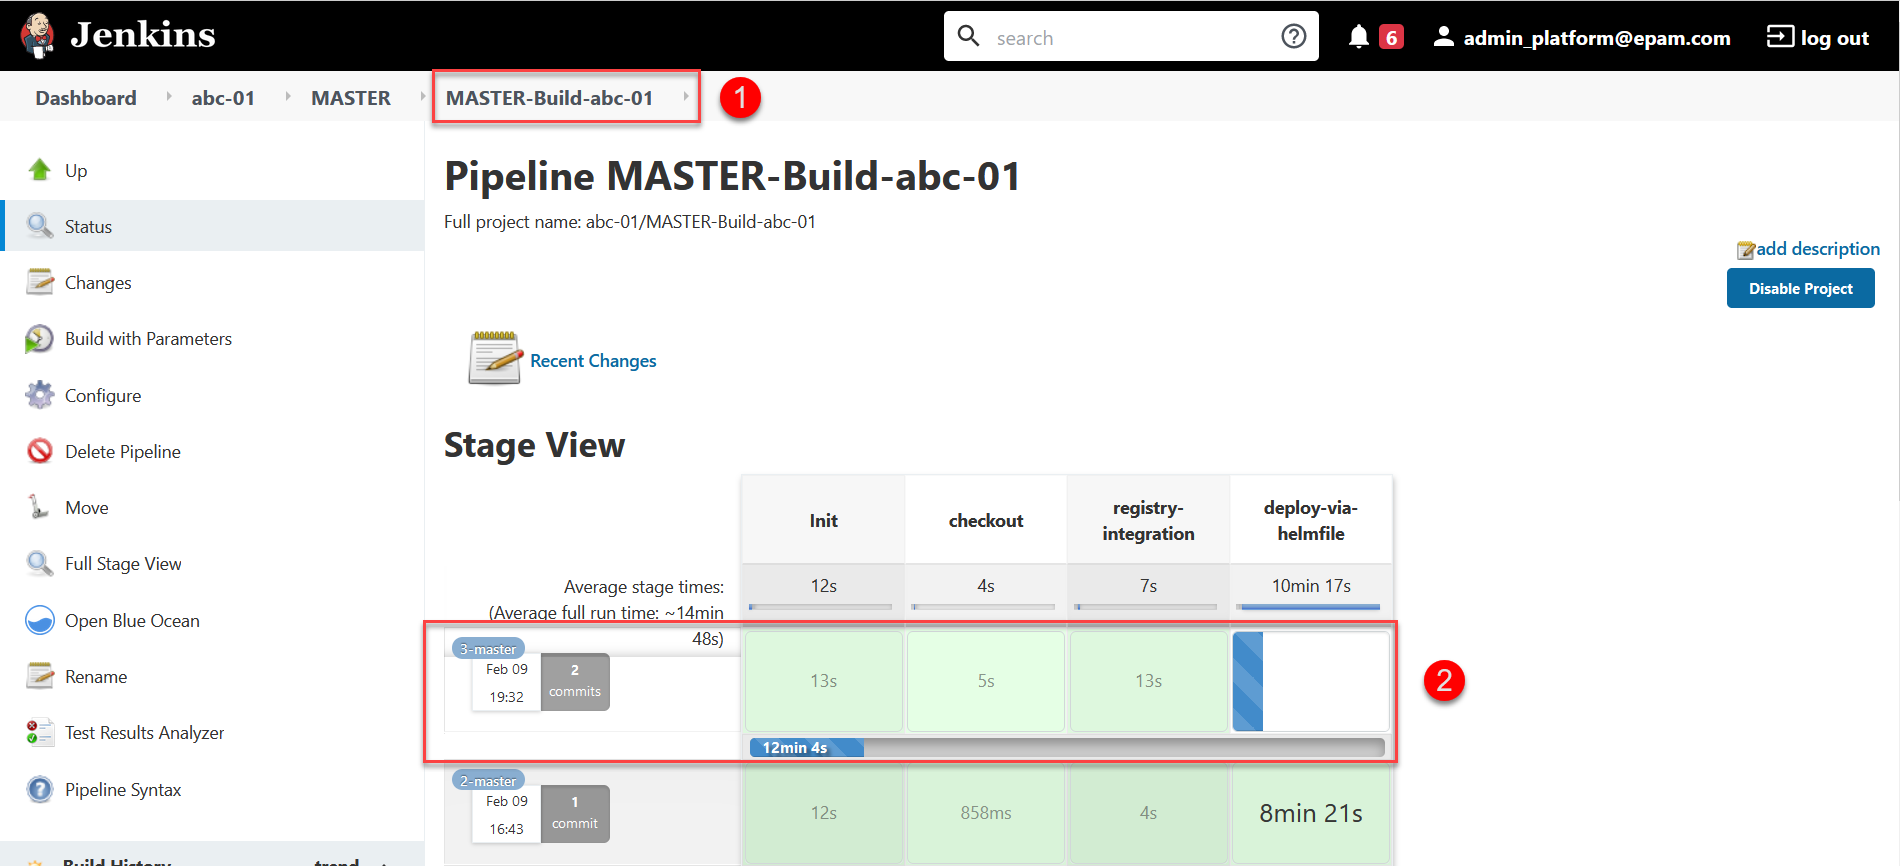 Jenkins
search
6
admin_platform@epam.com
log out
Dashboard
abc-01
MASTER
MASTER-Build-abc-01
1
Up
Status
Changes
Build with Parameters
Configure
Delete Pipeline
Move
Full Stage View
Open Blue Ocean
Rename
Test Results Analyzer
Pipeline Syntax
Build History
trend
Pipeline MASTER-Build-abc-01
Full project name: abc-01/MASTER-Build-abc-01
add description
Disable Project
Recent Changes
Stage View
Init
checkout
registry-
integration
deploy-via-
helmfile
Average stage times:
(Average full run time: ~14min
48s)
12s
4s
7s
10min 17s
3-master
Feb 09
19:32
2
commits
13s
5s
13s
12min 4s
2
2-master
Feb 09
16:43
1
commit
12s
858ms
4s
8min 21s